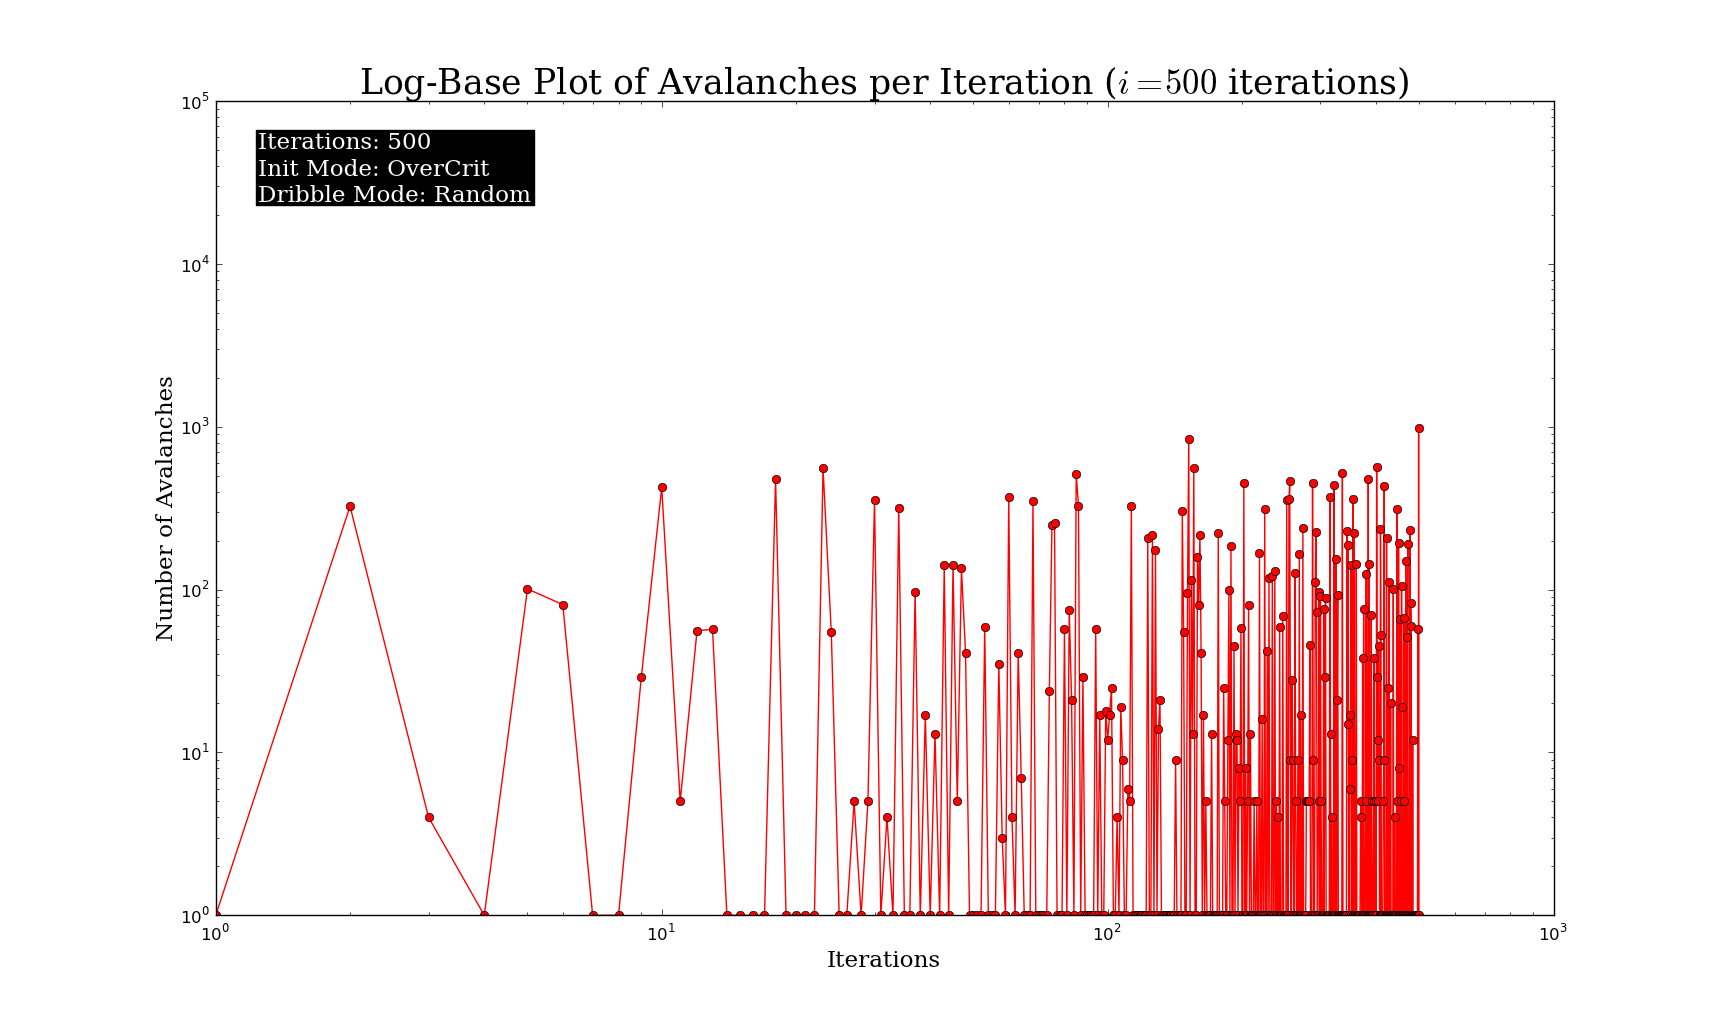 Log-Base Plot of Avalanches per Iteration (i = 500 iterations)
10^5
Iterations: 500
Init Mode: OverCrit
Dribble Mode: Random
10^4
10^3
Number of Avalanches
10^2
10^1
10^0
10^0 10^1 10^2 10^3
Iterations